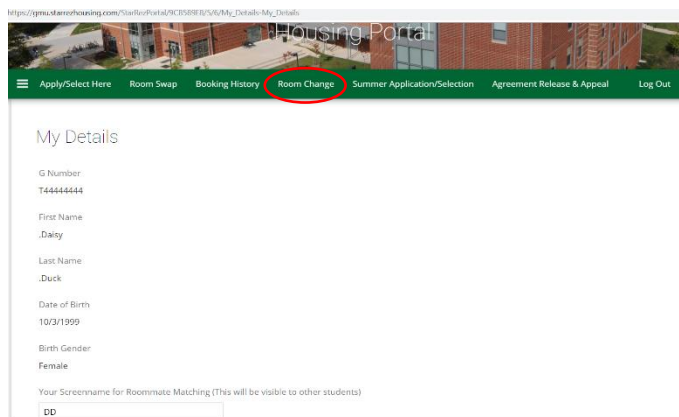 https://gmu.starrezhousing.com/StarRezPortal/9CB589EB/5/6/My_Details-My_Details
Housing Portal
Apply/Select Here Room Swap Booking History Room Change Summer Application/Selection Agreement Release & Appeal Log Out
My Details
G Number
T44444444
First Name
.Daisy
Last Name
.Duck
Date of Birth
10/3/1999
Birth Gender
Female
Your Screenname for Roommate Matching (This will be visible to other students)
DD